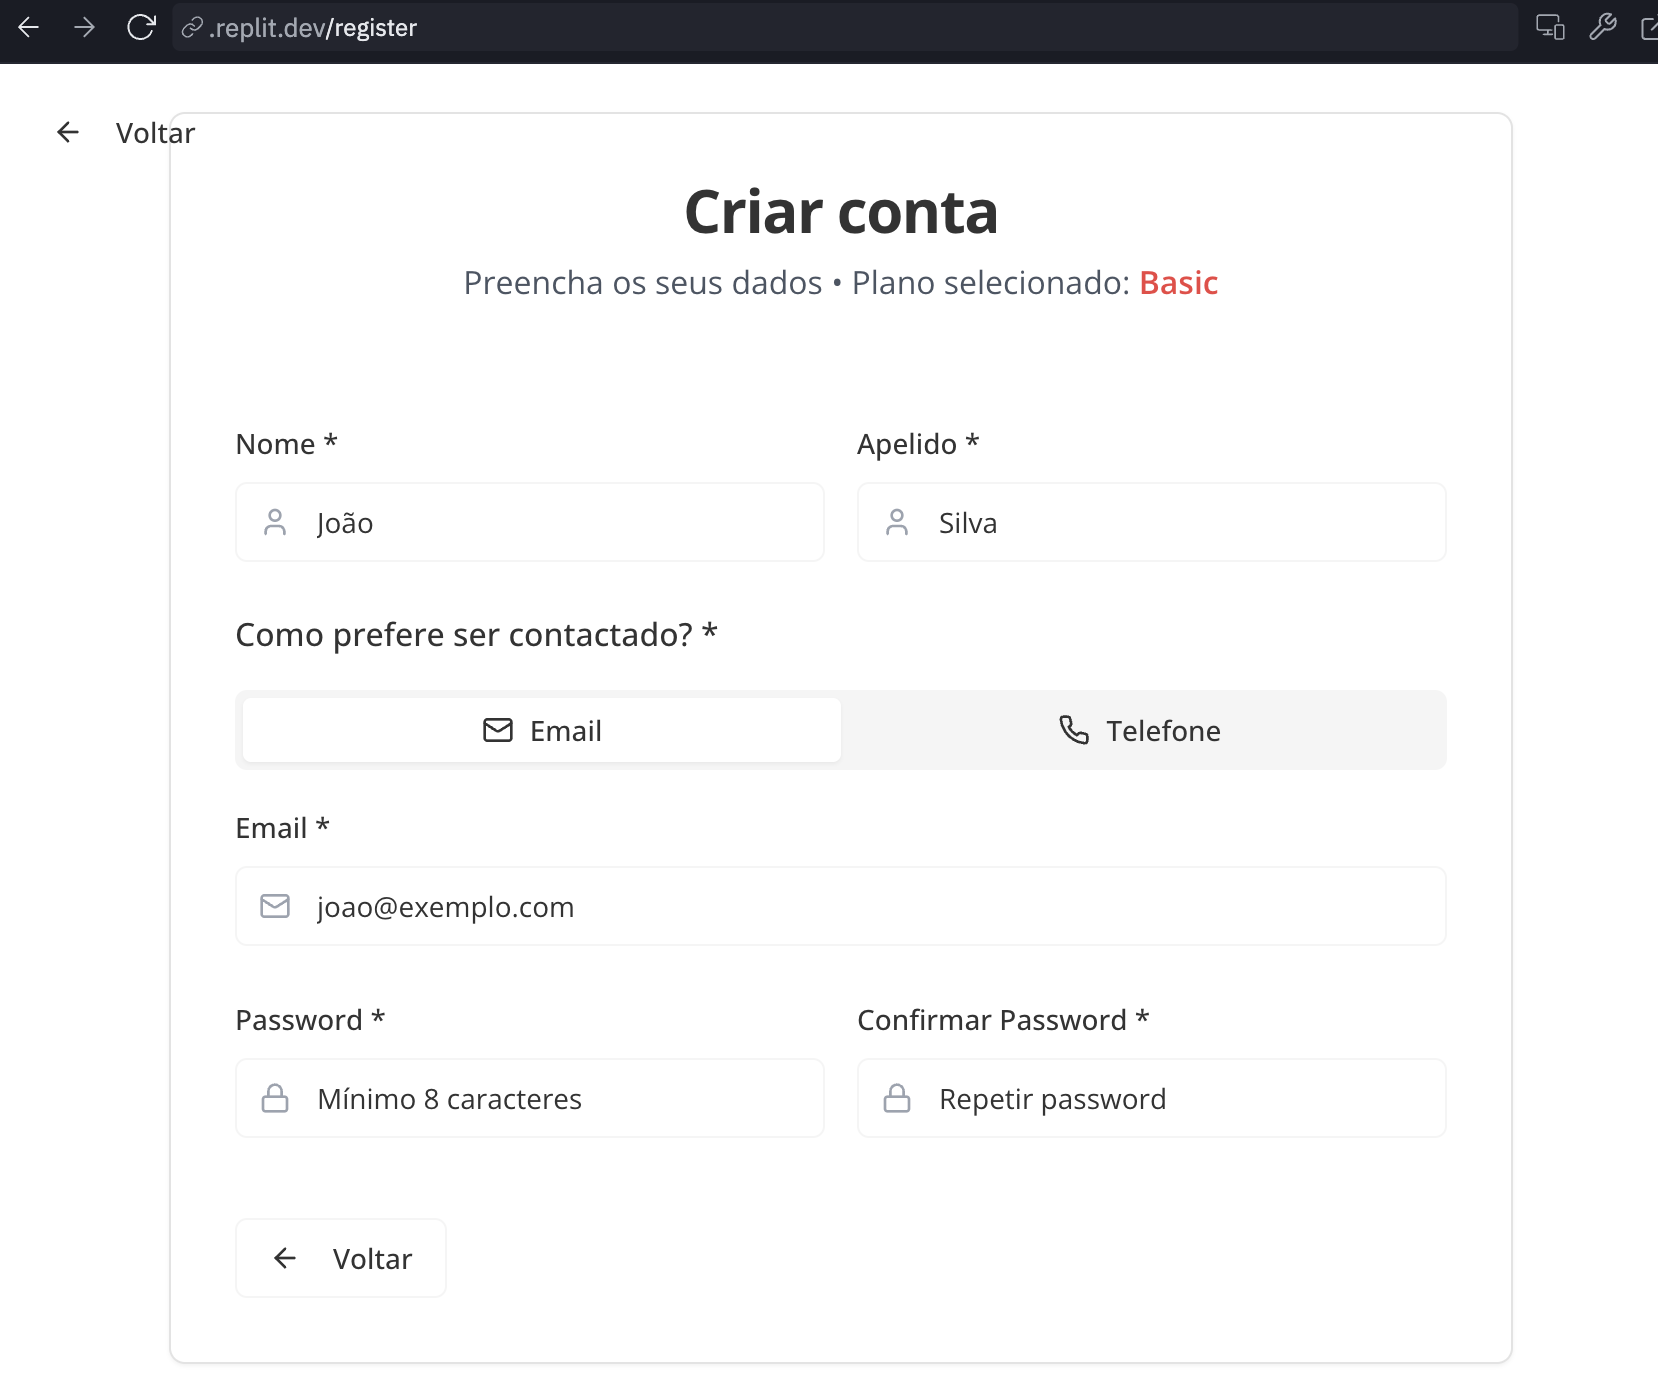 .replit.dev/register
Voltar
Criar conta
Preencha os seus dados • Plano selecionado: Basic
Nome *
Apelido *
João
Silva
Como prefere ser contactado? *
Email
Telefone
Email *
joao@exemplo.com
Password *
Confirmar Password *
Mínimo 8 caracteres
Repetir password
Voltar